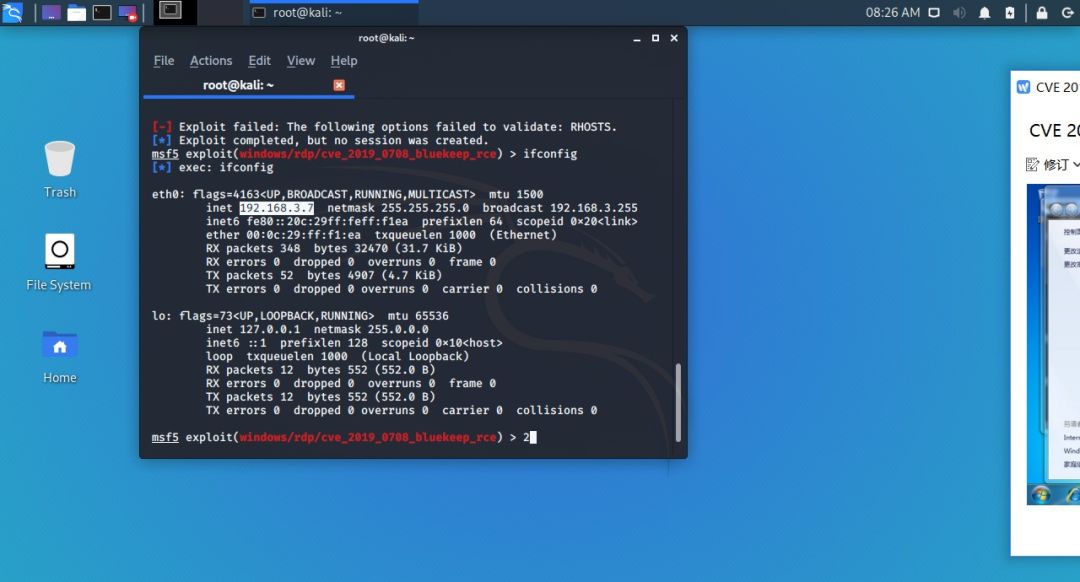 root@kali: ~
08:26 AM
root@kali: ~
File Actions Edit View Help
root@kali: ~
[-] Exploit failed: The following options failed to validate: RHOSTS.
[*] Exploit completed, but no session was created.
msf5 exploit(windows/rdp/cve_2019_0708_bluekeep_rce) > ifconfig
[*] exec: ifconfig
eth0: flags=4163<UP,BROADCAST,RUNNING,MULTICAST> mtu 1500
inet 192.168.3.7 netmask 255.255.255.0 broadcast 192.168.3.255
inet6 fe80::20c:29ff:feff:f1ea prefixlen 64 scopeid 0×20<link>
ether 00:0c:29:ff:f1:ea txqueuelen 1000 (Ethernet)
RX packets 348 bytes 32470 (31.7 KiB)
RX errors 0 dropped 0 overruns 0 frame 0
TX packets 52 bytes 4907 (4.7 KiB)
TX errors 0 dropped 0 overruns 0 carrier 0 collisions 0
lo: flags=73<UP,LOOPBACK,RUNNING> mtu 65536
inet 127.0.0.1 netmask 255.0.0.0
inet6 ::1 prefixlen 128 scopeid 0×10<host>
loop txqueuelen 1000 (Local Loopback)
RX packets 12 bytes 552 (552.0 B)
RX errors 0 dropped 0 overruns 0 frame 0
TX packets 12 bytes 552 (552.0 B)
TX errors 0 dropped 0 overruns 0 carrier 0 collisions 0
msf5 exploit(windows/rdp/cve_2019_0708_bluekeep_rce) > 2
Trash
File System
Home
CVE 201
CVE 20
修订